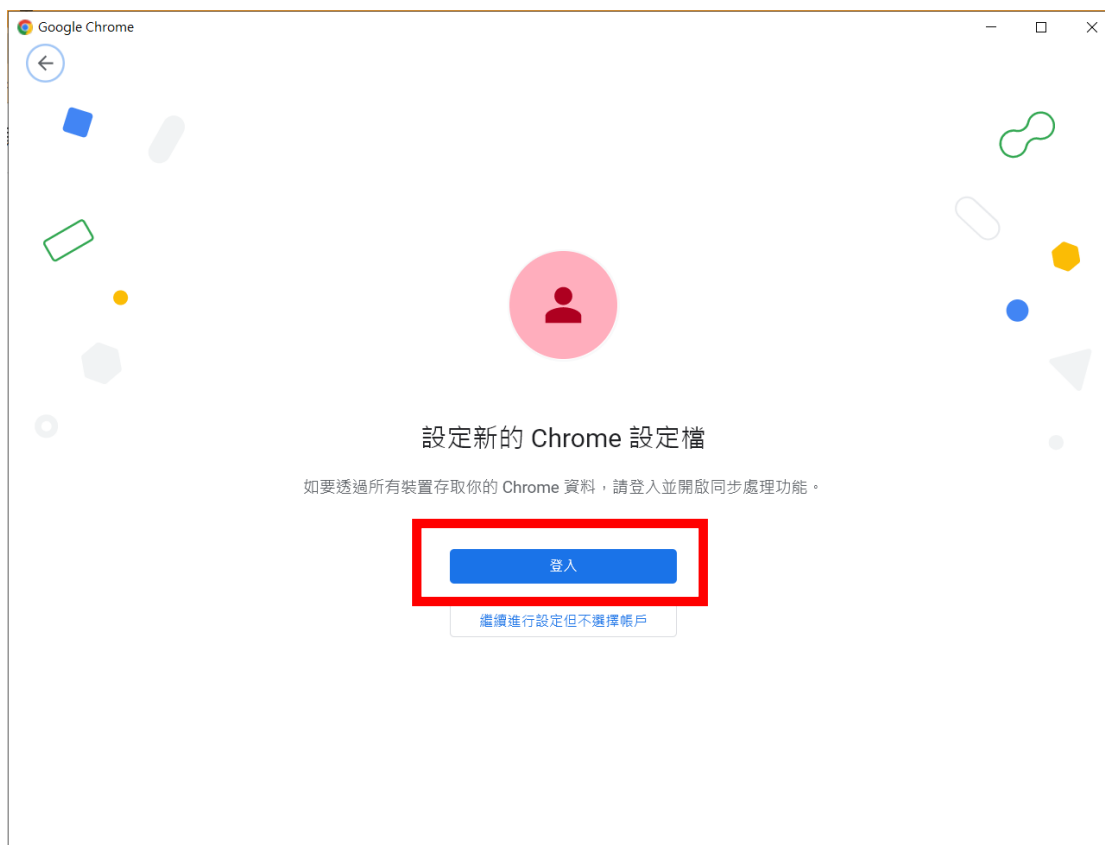 Google Chrome
設定新的 Chrome 設定檔
如要透過所有裝置存取你的 Chrome 資料，請登入並開啟同步處理功能。
登入
繼續進行設定但不選擇帳戶